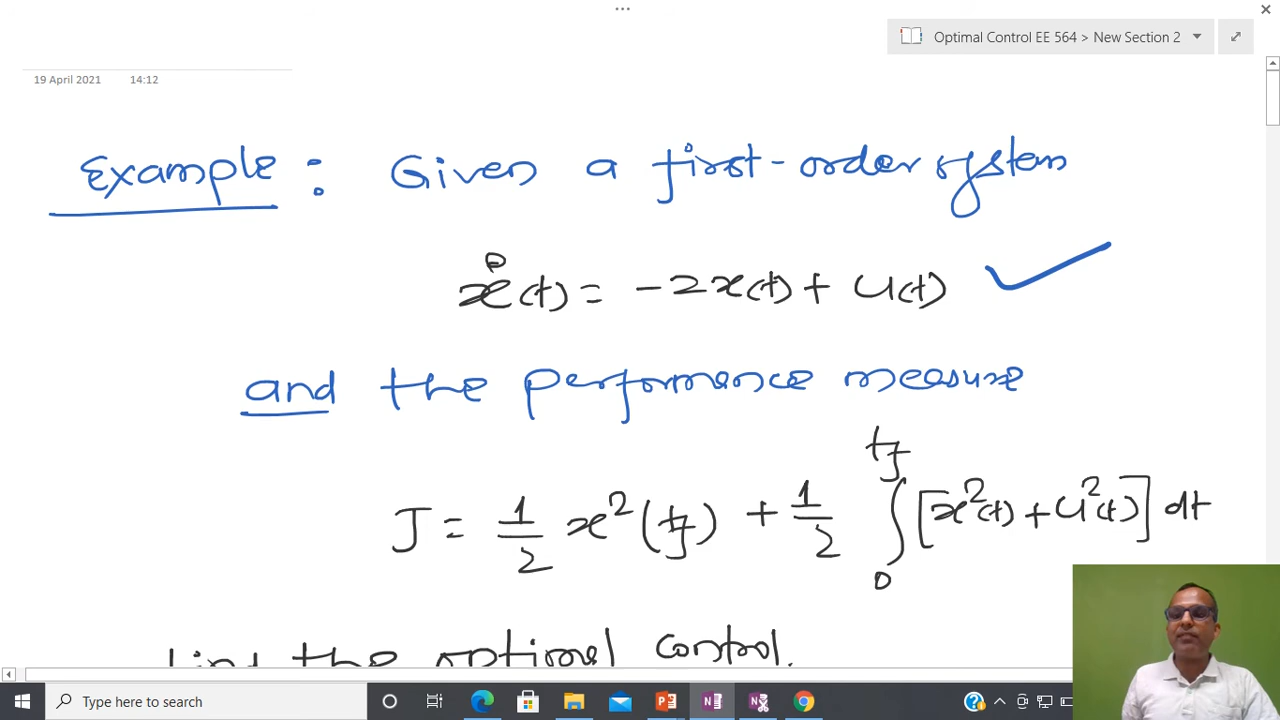 Optimal Control EE 564 > New Section 2
19 April 2021 14:12
Example: Given a first-order system
ẋ(t) = -2x(t) + u(t) ✓
and the performance measure
J = 1/2 x²(tf) + 1/2 ∫₀^tf [x²(t) + u²(t)] dt
the optimal control.
Type here to search